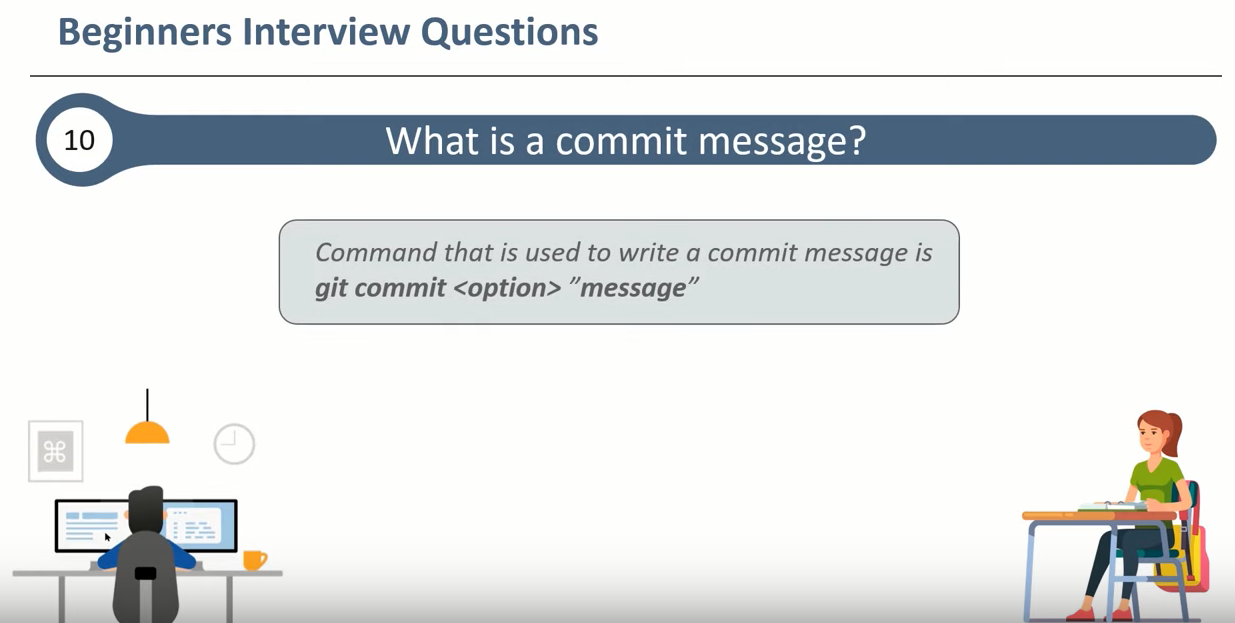 Beginners Interview Questions
10
What is a commit message?
Command that is used to write a commit message is
git commit <option> ”message”